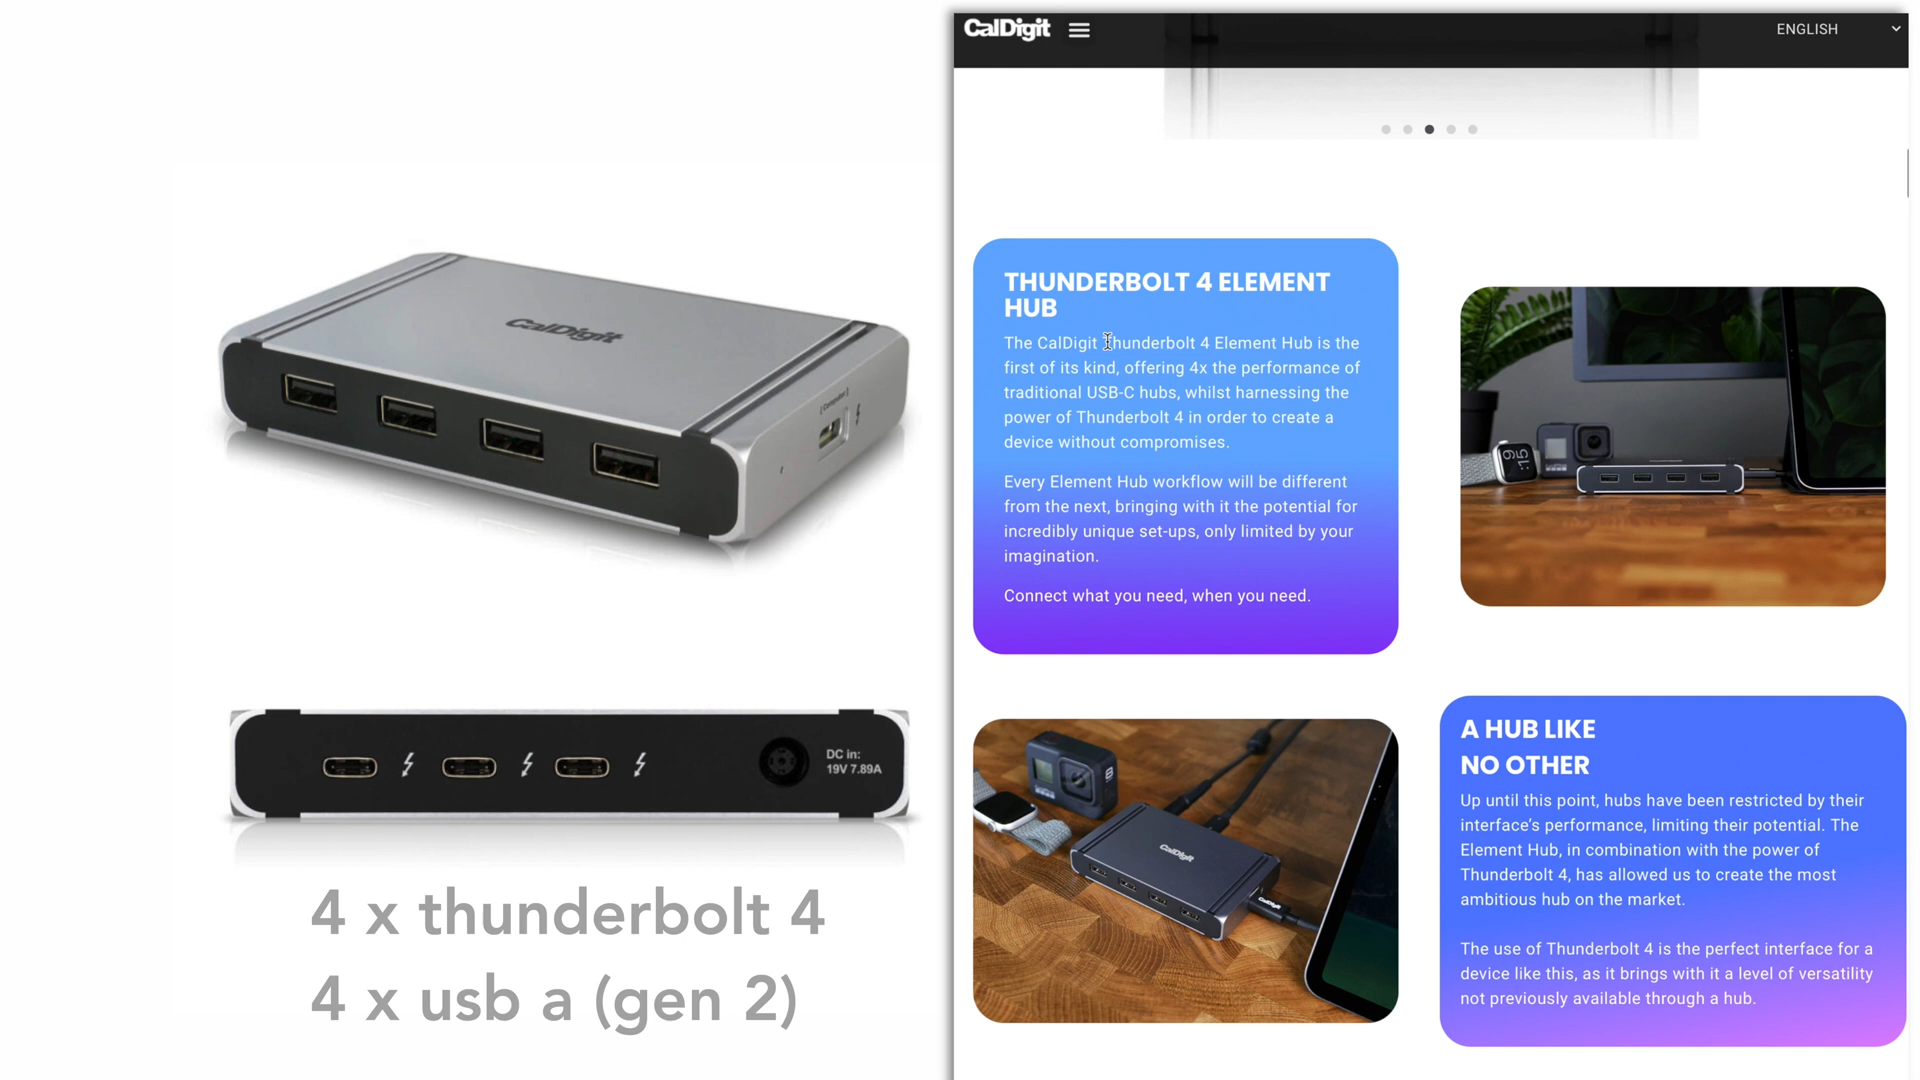 CalDigit
[Computer]
DC in:
19V 7.89A
4 x thunderbolt 4
4 x usb a (gen 2)
CalDigit
ENGLISH
THUNDERBOLT 4 ELEMENT
HUB
The CalDigit Thunderbolt 4 Element Hub is the
first of its kind, offering 4x the performance of
traditional USB-C hubs, whilst harnessing the
power of Thunderbolt 4 in order to create a
device without compromises.
Every Element Hub workflow will be different
from the next, bringing with it the potential for
incredibly unique set-ups, only limited by your
imagination.
Connect what you need, when you need.
CalDigit
CalDigit
A HUB LIKE
NO OTHER
Up until this point, hubs have been restricted by their
interface's performance, limiting their potential. The
Element Hub, in combination with the power of
Thunderbolt 4, has allowed us to create the most
ambitious hub on the market.
The use of Thunderbolt 4 is the perfect interface for a
device like this, as it brings with it a level of versatility
not previously available through a hub.